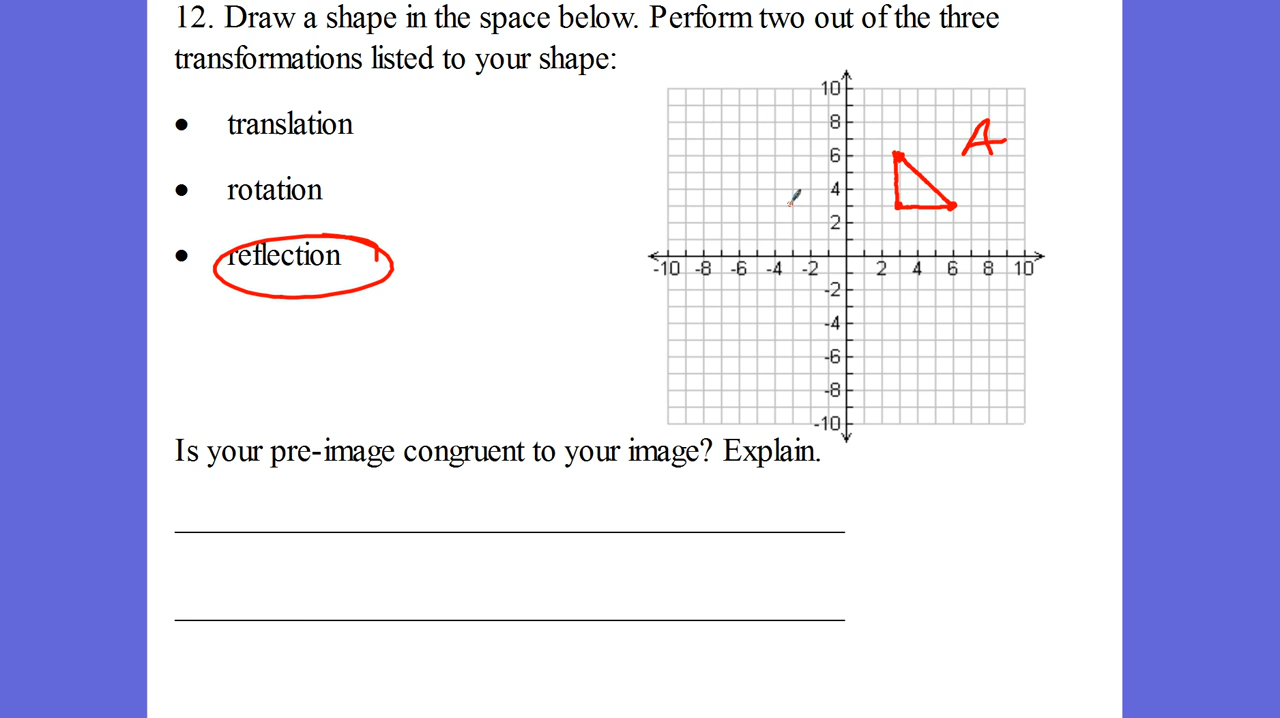 12. Draw a shape in the space below. Perform two out of the three
transformations listed to your shape:
• translation
• rotation
• reflection
10
8
6
4
2
-10 -8 -6 -4 -2 2 4 6 8 10
-2
-4
-6
-8
-10
A
Is your pre-image congruent to your image? Explain.